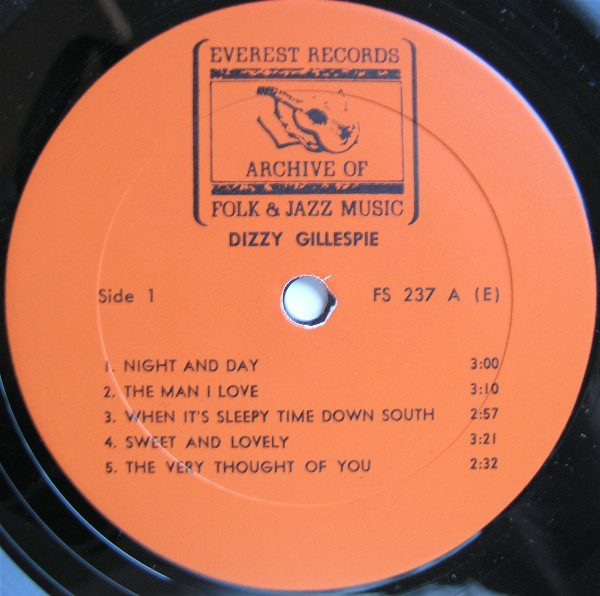 EVEREST RECORDS
ARCHIVE OF
FOLK & JAZZ MUSIC
DIZZY GILLESPIE
Side 1 FS 237 A (E)
1. NIGHT AND DAY 3:00
2. THE MAN I LOVE 3:10
3. WHEN IT'S SLEEPY TIME DOWN SOUTH 2:57
4. SWEET AND LOVELY 3:21
5. THE VERY THOUGHT OF YOU 2:32